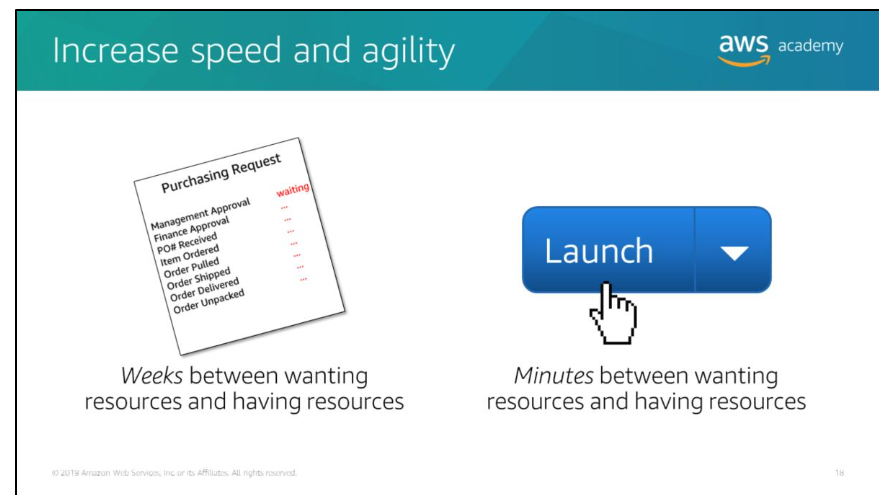 Increase speed and agility
aws academy
Purchasing Request
Management Approval waiting
Finance Approval ...
PO# Received ...
Item Ordered ...
Order Pulled ...
Order Shipped ...
Order Delivered ...
Order Unpacked ...
Launch
Weeks between wanting
resources and having resources
Minutes between wanting
resources and having resources
© 2019 Amazon Web Services, Inc. or its Affiliates. All rights reserved.
18